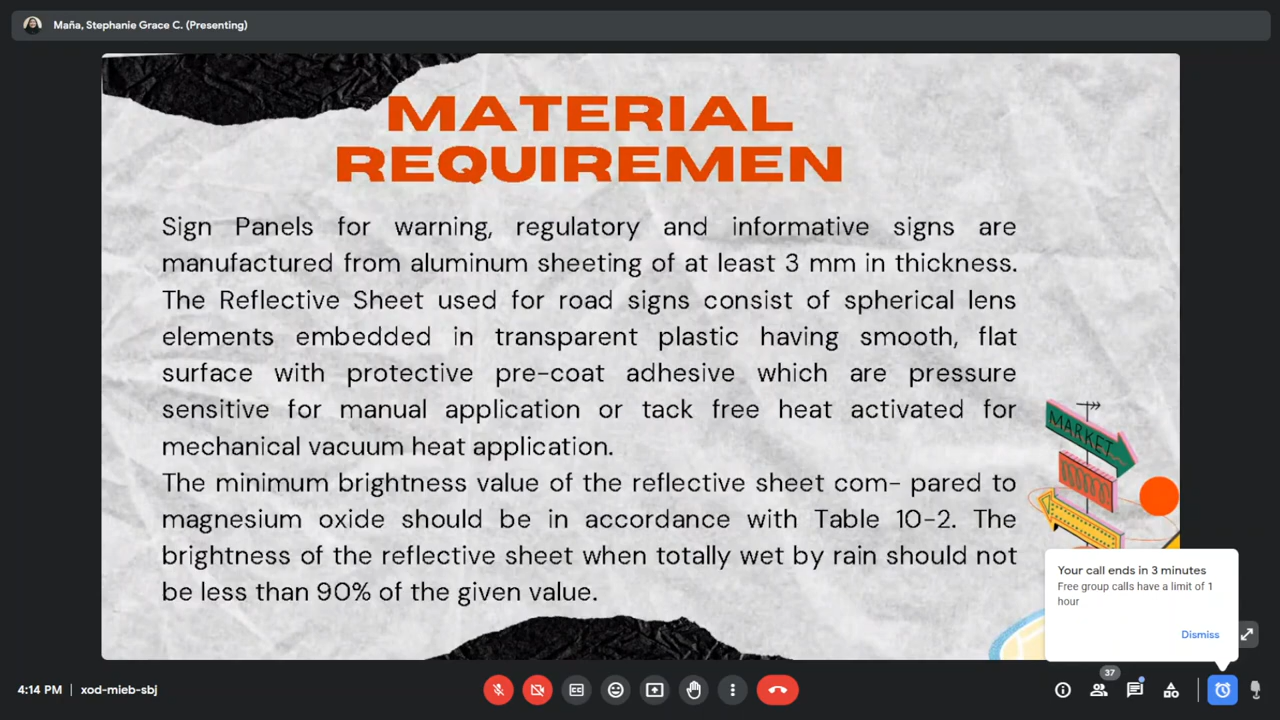 Maña, Stephanie Grace C. (Presenting)
MATERIAL
REQUIREMEN
Sign Panels for warning, regulatory and informative signs are
manufactured from aluminum sheeting of at least 3 mm in thickness.
The Reflective Sheet used for road signs consist of spherical lens
elements embedded in transparent plastic having smooth, flat
surface with protective pre-coat adhesive which are pressure
sensitive for manual application or tack free heat activated for
mechanical vacuum heat application.
The minimum brightness value of the reflective sheet com- pared to
magnesium oxide should be in accordance with Table 10-2. The
brightness of the reflective sheet when totally wet by rain should not
be less than 90% of the given value.
MARKET
Your call ends in 3 minutes
Free group calls have a limit of 1
hour
Dismiss
4:14 PM | xod-mieb-sbj
CC
37